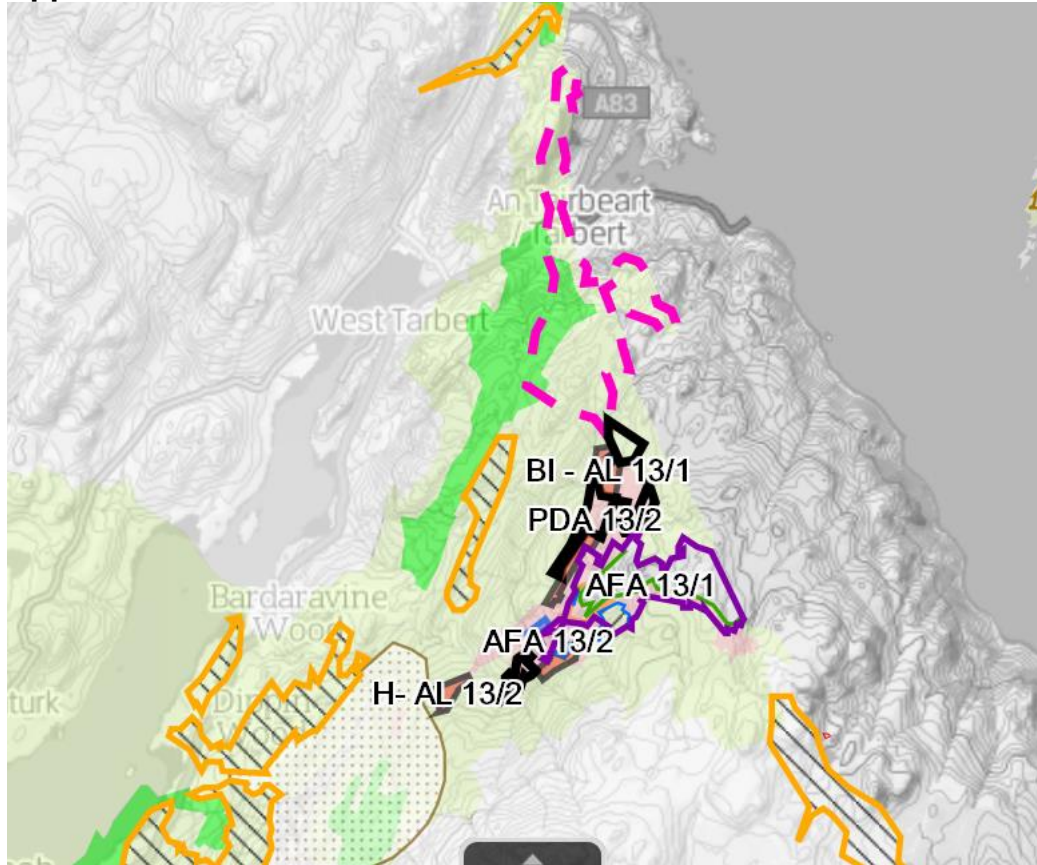 A83
An Tairbeart
/ Tarbert
West Tarbert
BI - AL 13/1
PDA 13/2
AFA 13/1
Bardaravine
Wood
AFA 13/2
H- AL 13/2
turk